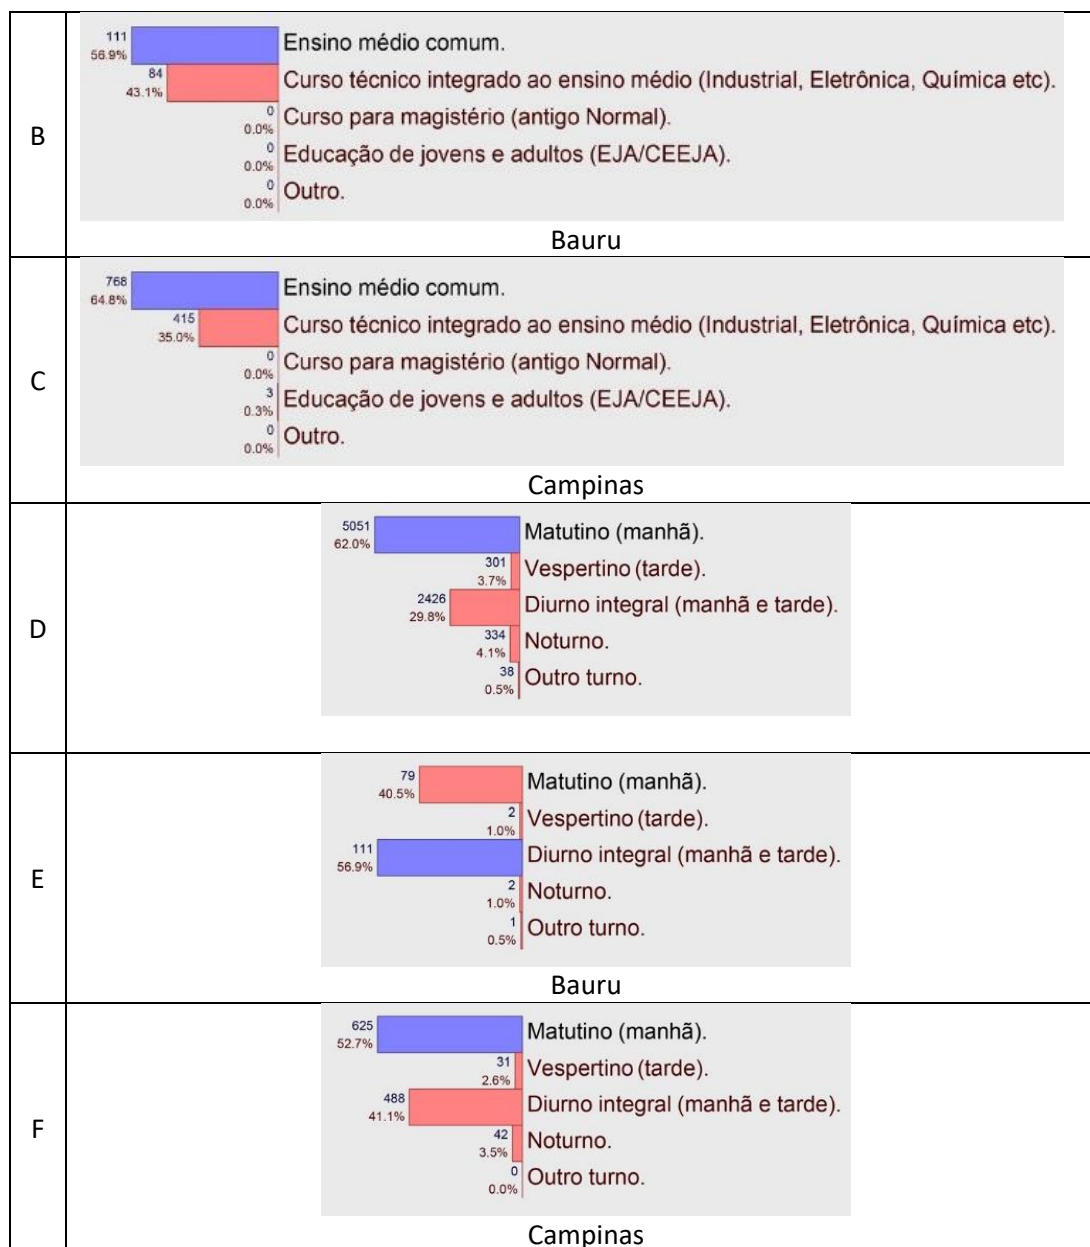 B
111
56.9%
Ensino médio comum.
84
43.1%
Curso técnico integrado ao ensino médio (Industrial, Eletrônica, Química etc).
0
0.0%
Curso para magistério (antigo Normal).
0
0.0%
Educação de jovens e adultos (EJA/CEEJA).
0
0.0%
Outro.
Bauru
C
768
64.8%
Ensino médio comum.
415
35.0%
Curso técnico integrado ao ensino médio (Industrial, Eletrônica, Química etc).
0
0.0%
Curso para magistério (antigo Normal).
3
0.3%
Educação de jovens e adultos (EJA/CEEJA).
0
0.0%
Outro.
Campinas
D
5051
62.0%
Matutino (manhã).
301
3.7%
Vespertino (tarde).
2426
29.8%
Diurno integral (manhã e tarde).
334
4.1%
Noturno.
38
0.5%
Outro turno.
E
79
40.5%
Matutino (manhã).
2
1.0%
Vespertino (tarde).
111
56.9%
Diurno integral (manhã e tarde).
2
1.0%
Noturno.
1
0.5%
Outro turno.
Bauru
F
625
52.7%
Matutino (manhã).
31
2.6%
Vespertino (tarde).
488
41.1%
Diurno integral (manhã e tarde).
42
3.5%
Noturno.
0
0.0%
Outro turno.
Campinas